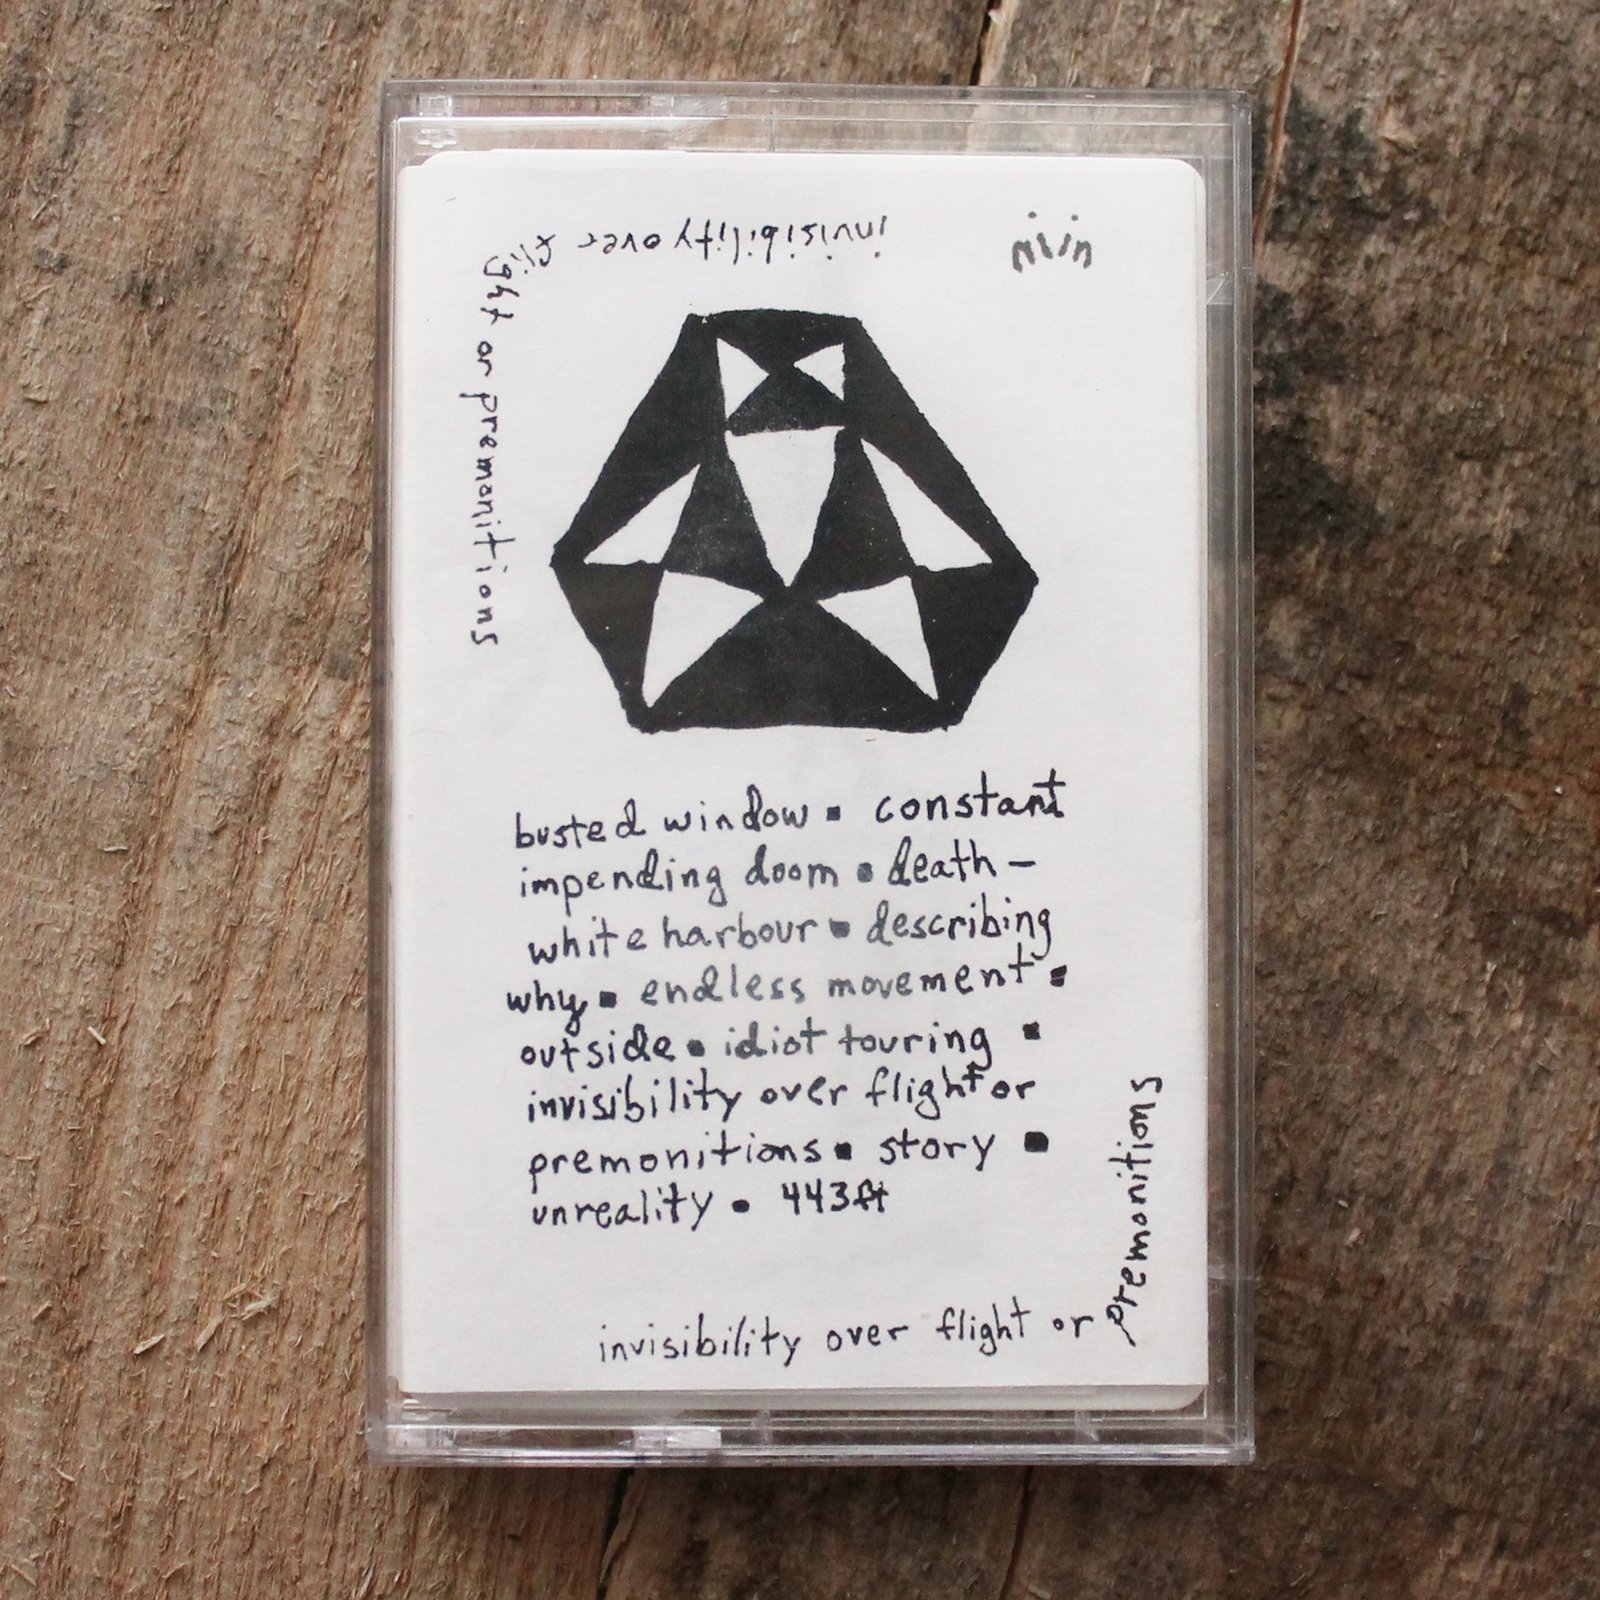 invisibility over flight or premonitions
niin
busted window ▪ constant
impending doom ▪ death –
white harbour ▪ describing
why ▪ endless movement ▪
outside ▪ idiot touring ▪
invisibility over flight or
premonitions ▪ story ▪
unreality ▪ 443ft
invisibility over flight or premonitions